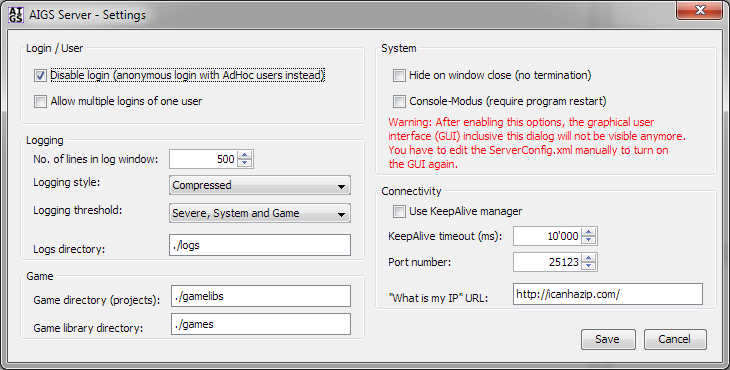 AI
GS
AIGS Server - Settings
Login / User
Disable login (anonymous login with AdHoc users instead)
Allow multiple logins of one user
Logging
No. of lines in log window: 500
Logging style: Compressed
Logging threshold: Severe, System and Game
Logs directory: ./logs
Game
Game directory (projects): ./gamelibs
Game library directory: ./games
System
Hide on window close (no termination)
Console-Modus (require program restart)
Warning: After enabling this options, the graphical user
interface (GUI) inclusive this dialog will not be visible anymore.
You have to edit the ServerConfig.xml manually to turn on
the GUI again.
Connectivity
Use KeepAlive manager
KeepAlive timeout (ms): 10'000
Port number: 25123
"What is my IP" URL: http://icanhazip.com/
Save
Cancel